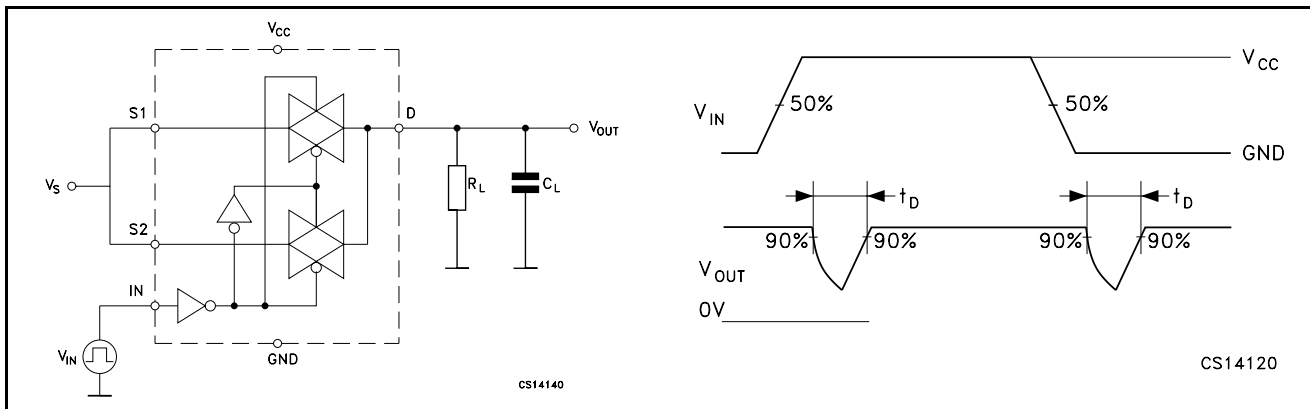 VCC
S1
D
VOUT
VS
RL
CL
S2
IN
VIN
GND
CS14140
VCC
50%
50%
VIN
GND
tD
tD
90%
90%
90%
90%
VOUT
0V
CS14120